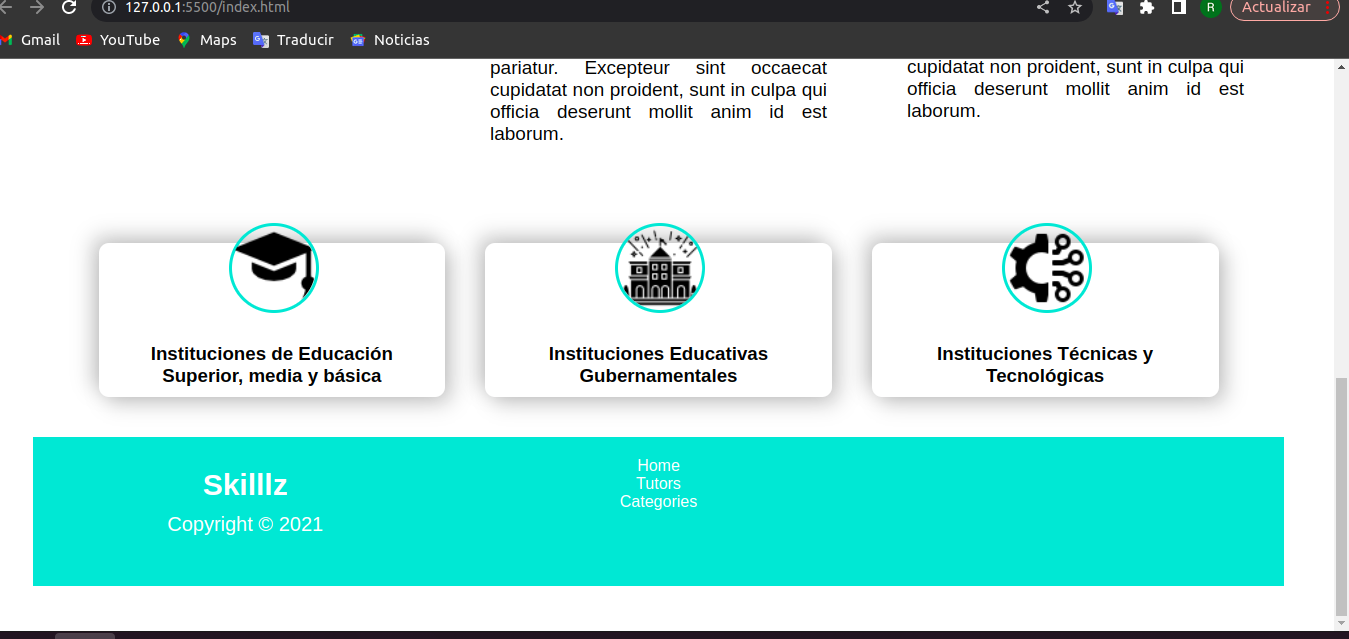 127.0.0.1:5500/index.html
R
Actualizar
Gmail
YouTube
Maps
Traducir
Noticias
pariatur. Excepteur sint occaecat
cupidatat non proident, sunt in culpa qui
officia deserunt mollit anim id est
laborum.
cupidatat non proident, sunt in culpa qui
officia deserunt mollit anim id est
laborum.
Instituciones de Educación
Superior, media y básica
Instituciones Educativas
Gubernamentales
Instituciones Técnicas y
Tecnológicas
Skilllz
Copyright © 2021
Home
Tutors
Categories